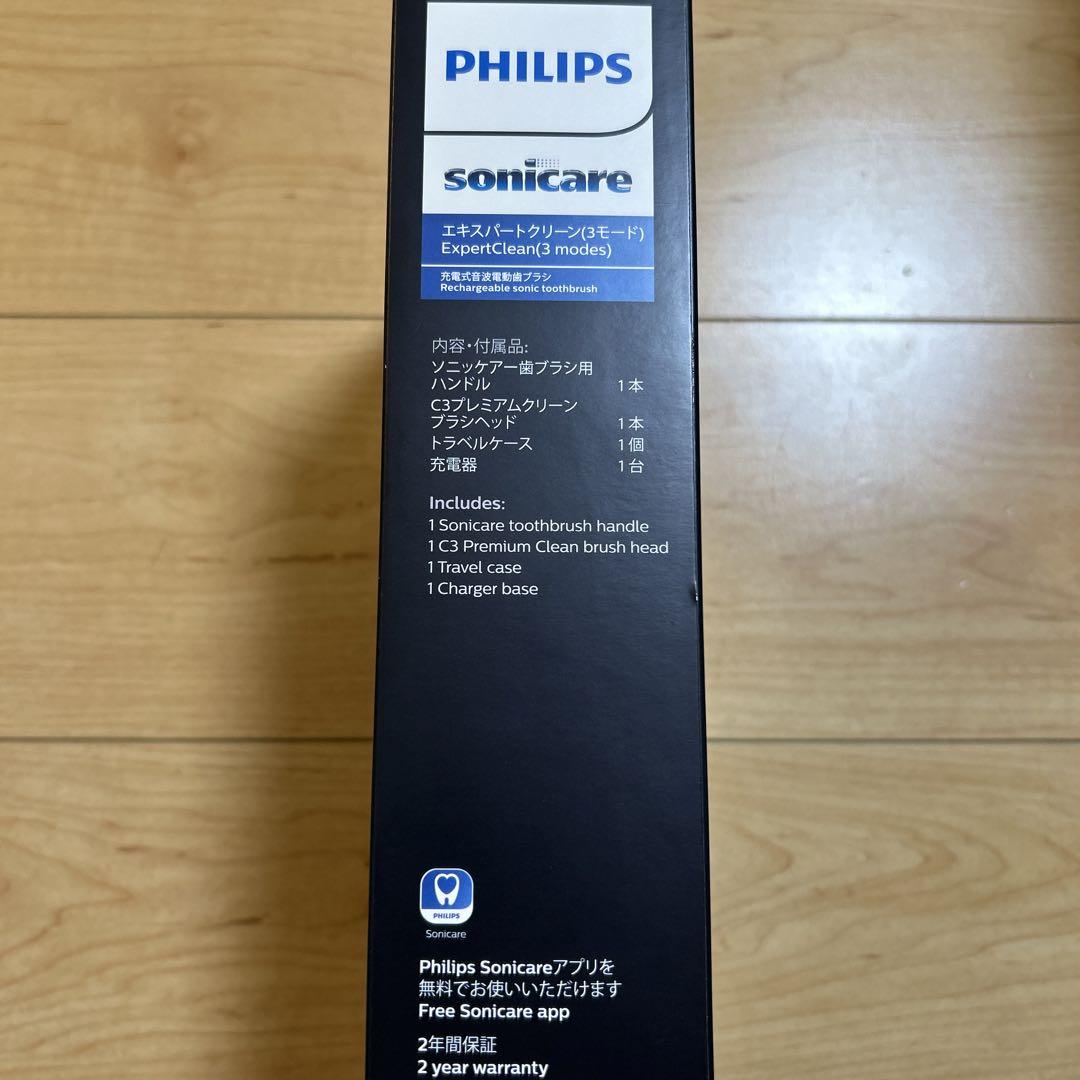 PHILIPS
sonicare
エキスパートクリーン(3モード)
ExpertClean(3 modes)
充電式音波電動歯ブラシ
Rechargeable sonic toothbrush
内容・付属品:
ソニッケアー歯ブラシ用
ハンドル 1本
C3プレミアムクリーン
ブラシヘッド 1本
トラベルケース 1個
充電器 1台
Includes:
1 Sonicare toothbrush handle
1 C3 Premium Clean brush head
1 Travel case
1 Charger base
PHILIPS
Sonicare
Philips Sonicareアプリを
無料でお使いいただけます
Free Sonicare app
2年間保証
2 year warranty